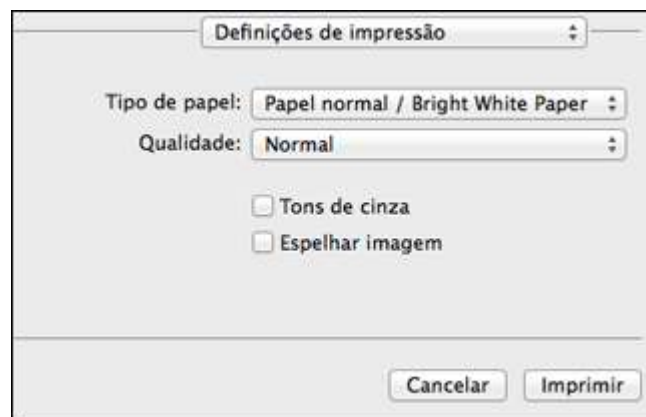 Definições de impressão
Tipo de papel: Papel normal / Bright White Paper
Qualidade: Normal
Tons de cinza
Espelhar imagem
Cancelar Imprimir